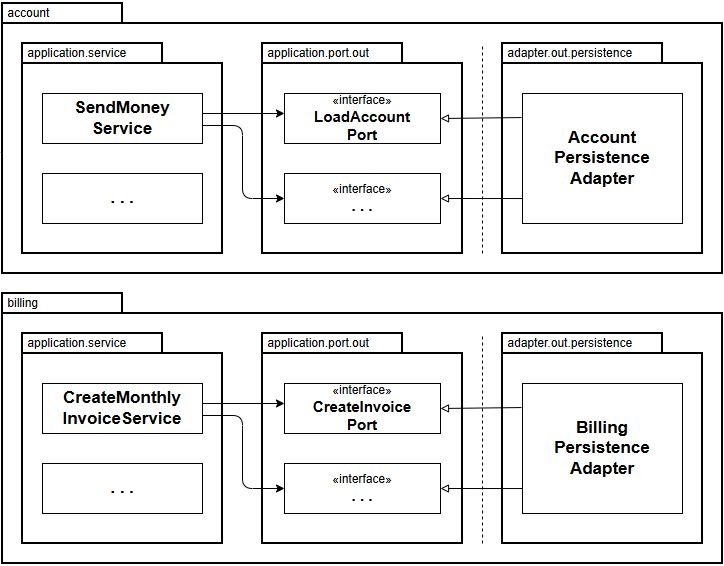 account
application.service
application.port.out
adapter.out.persistence
SendMoney
Service
. . .
«interface»
LoadAccount
Port
«interface»
. . .
Account
Persistence
Adapter
billing
application.service
application.port.out
adapter.out.persistence
CreateMonthly
InvoiceService
. . .
«interface»
CreateInvoice
Port
«interface»
. . .
Billing
Persistence
Adapter